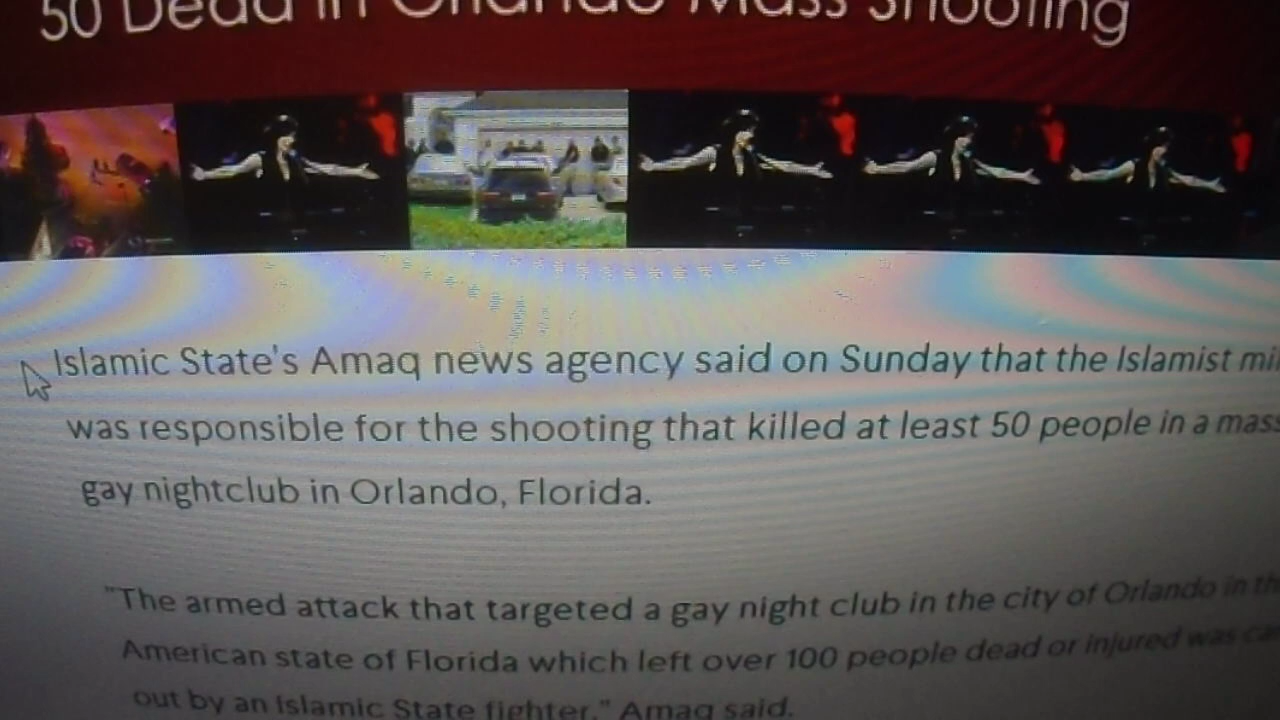 50 Dead in Orlando Mass Shooting
Islamic State's Amaq news agency said on Sunday that the Islamist
was responsible for the shooting that killed at least 50 people in a
gay nightclub in Orlando, Florida.
"The armed attack that targeted a gay night club in the city of Orlando in
American state of Florida which left over 100 people dead or injured was
out by an Islamic State fighter," Amaq said.